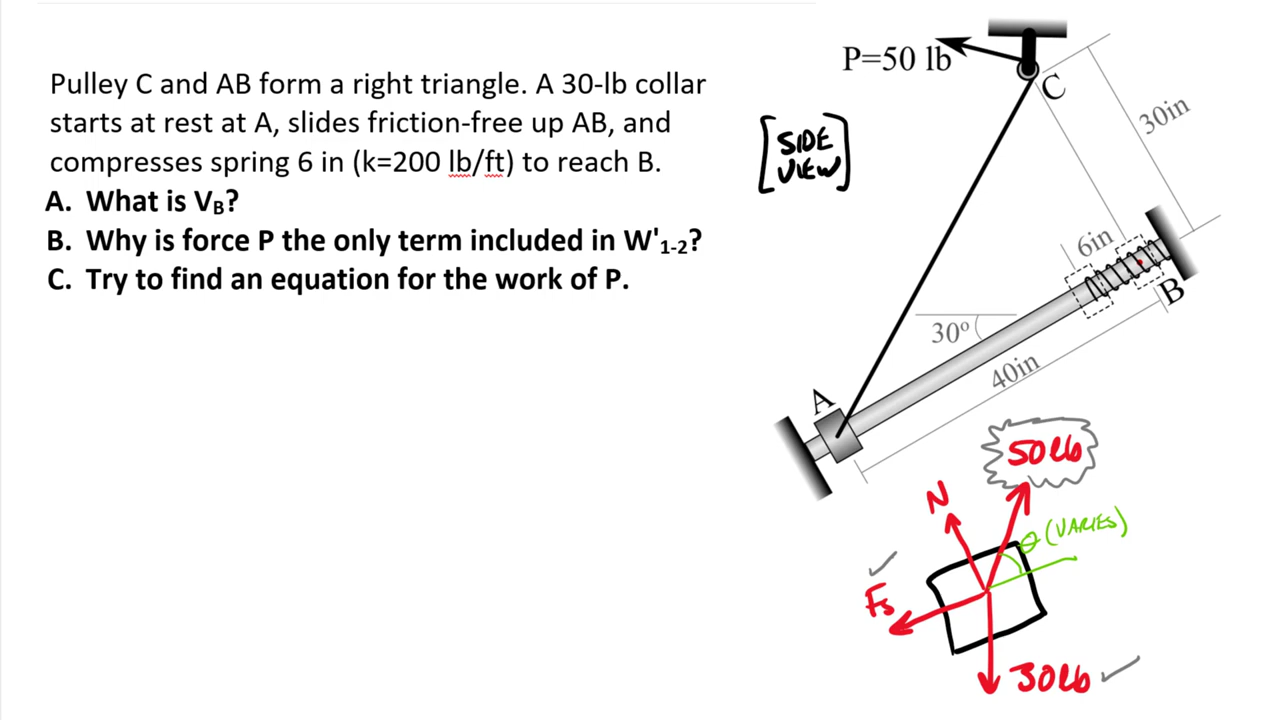 Pulley C and AB form a right triangle. A 30-lb collar
starts at rest at A, slides friction-free up AB, and
compresses spring 6 in (k=200 lb/ft) to reach B.
A. What is VB?
B. Why is force P the only term included in W'1-2?
C. Try to find an equation for the work of P.
P=50 lb
C
30in
[SIDE
VIEW]
6in
B
30º
40in
A
50lb
N
θ (VARIES)
Fs
30lb